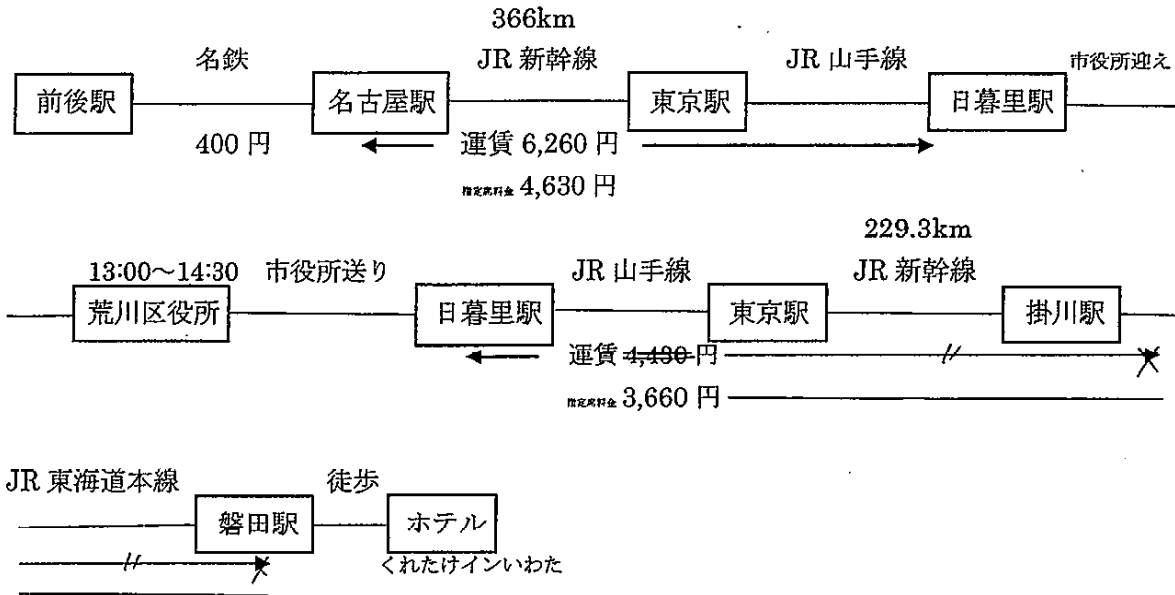 366km
名鉄 JR 新幹線 JR 山手線 市役所迎え
前後駅 名古屋駅 東京駅 日暮里駅
400 円 運賃 6,260 円
指定席料金 4,630 円
229.3km
13:00～14:30 市役所送り JR 山手線 JR 新幹線
荒川区役所 日暮里駅 東京駅 掛川駅
運賃 4,430 円
指定席料金 3,660 円
JR 東海道本線 徒歩
磐田駅 ホテル
くれたけインいわた